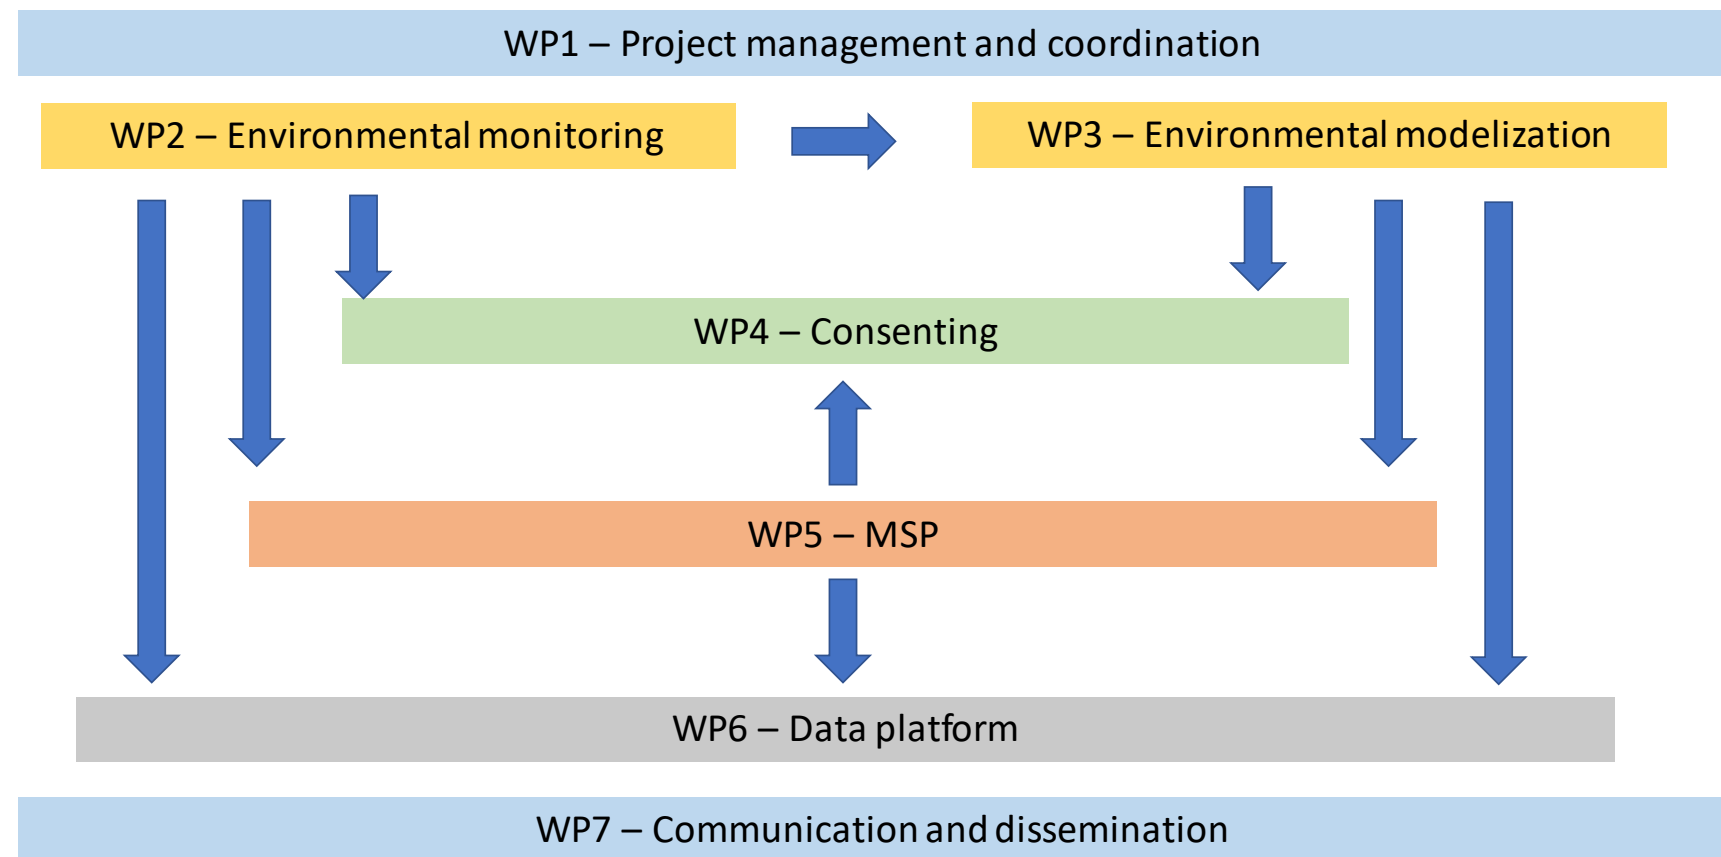 WP1 – Project management and coordination
WP2 – Environmental monitoring
WP3 – Environmental modelization
WP4 – Consenting
WP5 – MSP
WP6 – Data platform
WP7 – Communication and dissemination